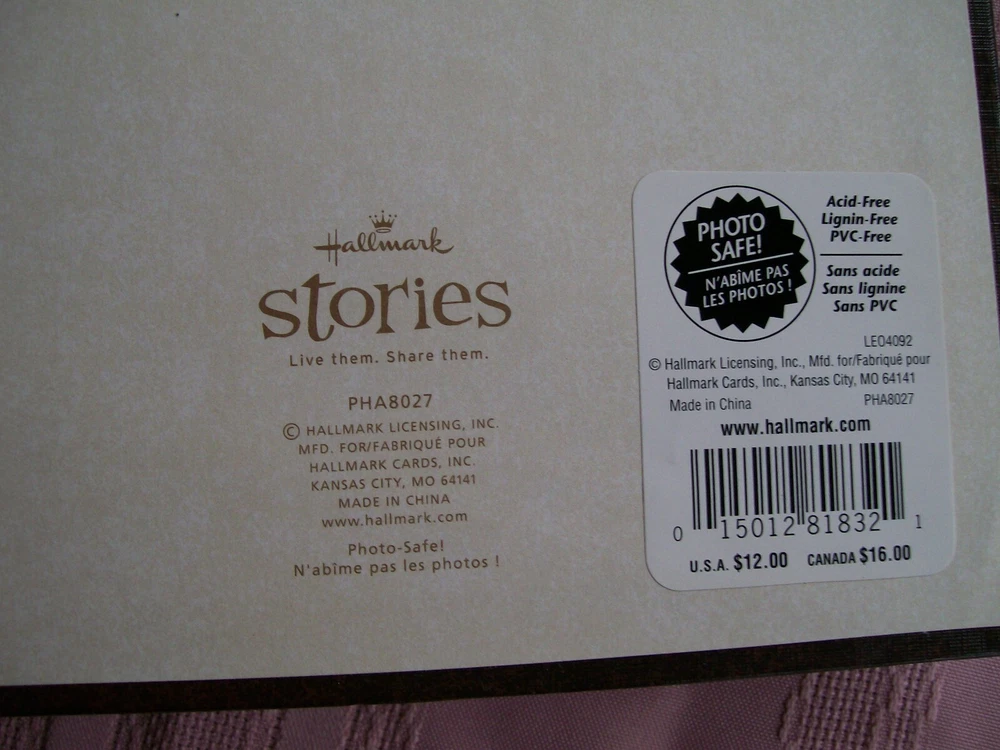 Hallmark
stories
Live them. Share them.
PHA8027
© HALLMARK LICENSING, INC.
MFD. FOR/FABRIQUÉ POUR
HALLMARK CARDS, INC.
KANSAS CITY, MO 64141
MADE IN CHINA
www.hallmark.com
Photo-Safe!
N'abîme pas les photos !
PHOTO
SAFE!
N'ABÎME PAS
LES PHOTOS !
Acid-Free
Lignin-Free
PVC-Free
Sans acide
Sans lignine
Sans PVC
LEO4092
© Hallmark Licensing, Inc., Mfd. for/Fabriqué pour
Hallmark Cards, Inc., Kansas City, MO 64141
Made in China PHA8027
www.hallmark.com
0 15012 81832 1
U.S.A. $12.00 CANADA $16.00